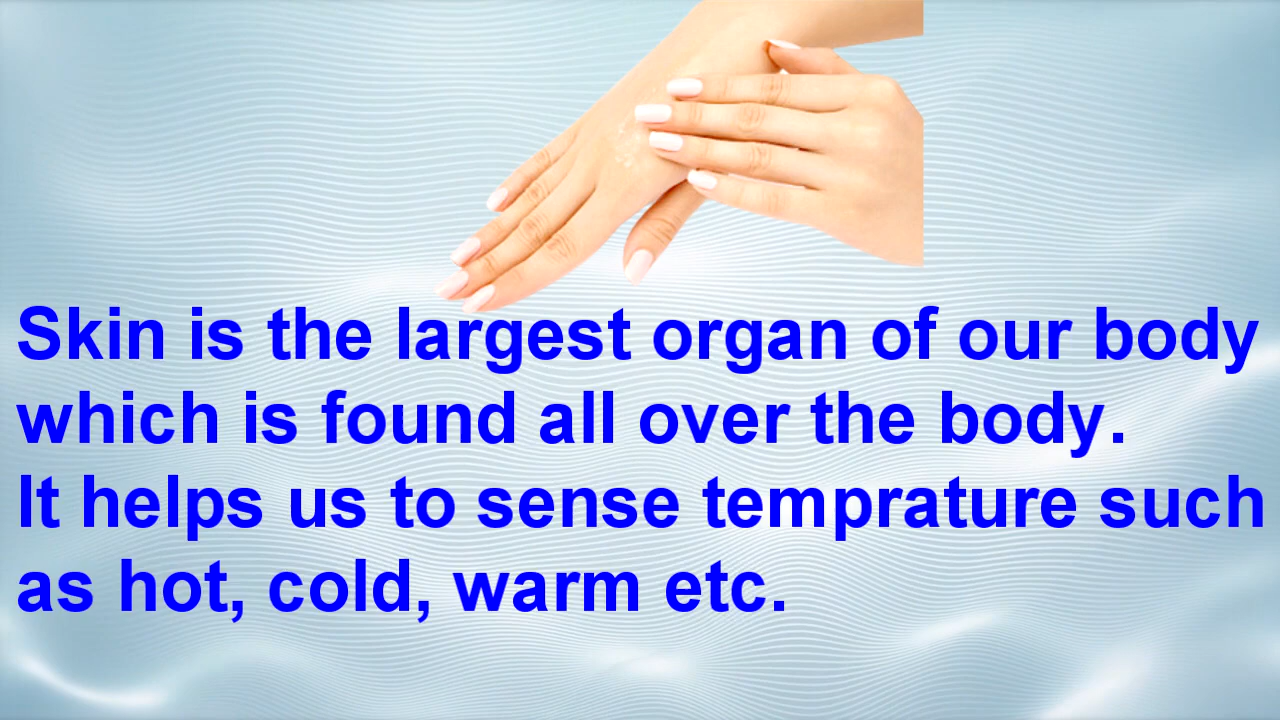 Skin is the largest organ of our body
which is found all over the body.
It helps us to sense temprature such
as hot, cold, warm etc.